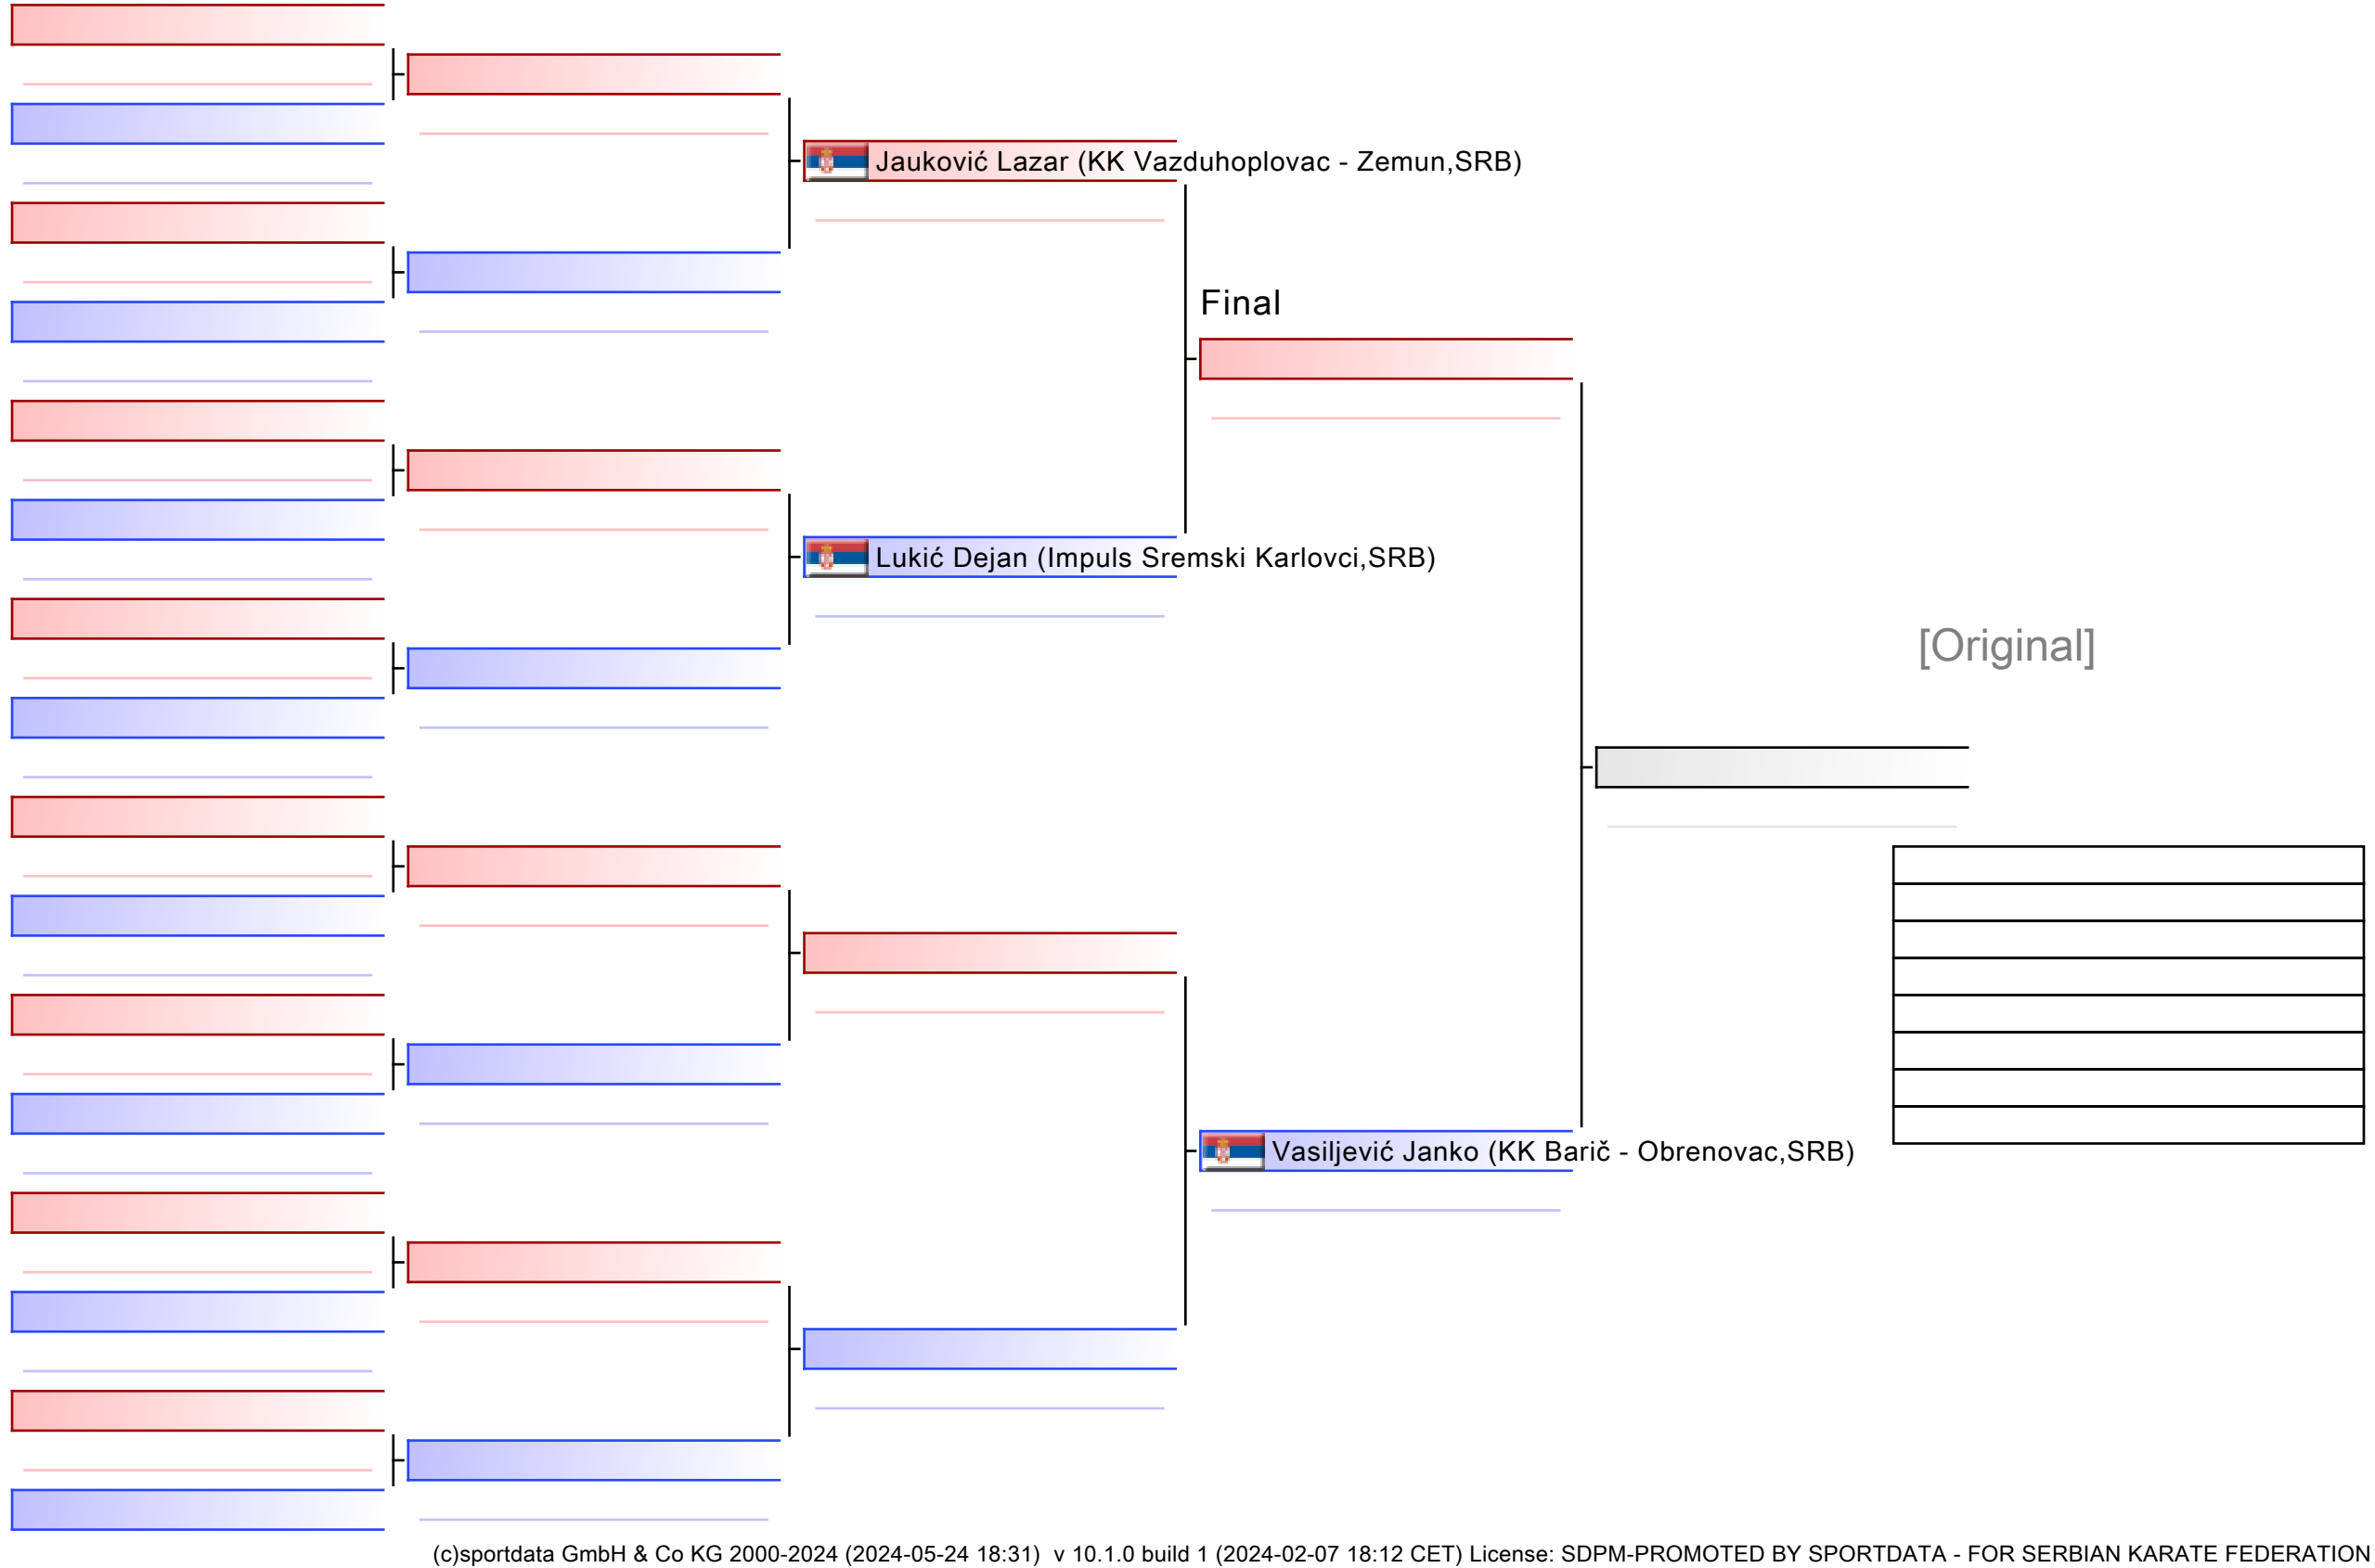 Jauković Lazar (KK Vazduhoplovac - Zemun,SRB)
Final
Lukić Dejan (Impuls Sremski Karlovci,SRB)
[Original]
Vasiljević Janko (KK Barič - Obrenovac,SRB)
(c)sportdata GmbH & Co KG 2000-2024 (2024-05-24 18:31)  v 10.1.0 build 1 (2024-02-07 18:12 CET) License: SDPM-PROMOTED BY SPORTDATA - FOR SERBIAN KARATE FEDERATION